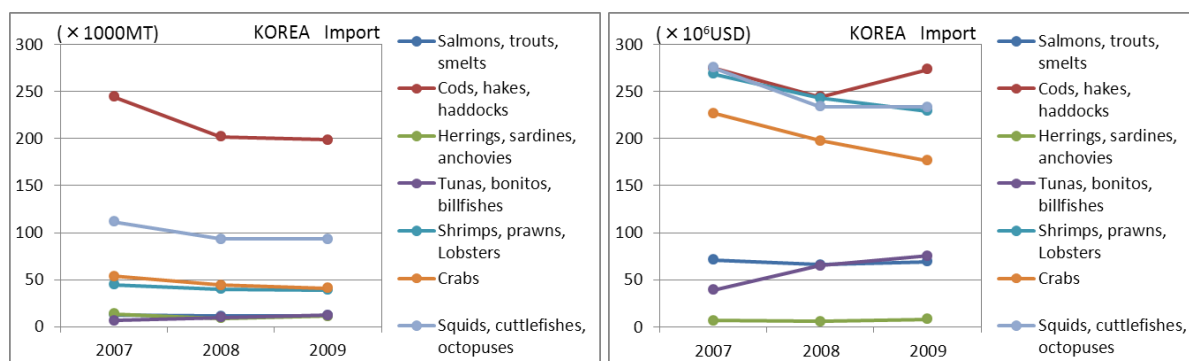 (×1000MT) KOREA Import
300
250
200
150
100
50
0
2007 2008 2009
Salmons, trouts,
smelts
Cods, hakes,
haddocks
Herrings, sardines,
anchovies
Tunas, bonitos,
billfishes
Shrimps, prawns,
Lobsters
Crabs
Squids, cuttlefishes,
octopuses
(×10⁶USD) KOREA Import
300
250
200
150
100
50
0
2007 2008 2009
Salmons, trouts,
smelts
Cods, hakes,
haddocks
Herrings, sardines,
anchovies
Tunas, bonitos,
billfishes
Shrimps, prawns,
Lobsters
Crabs
Squids, cuttlefishes,
octopuses